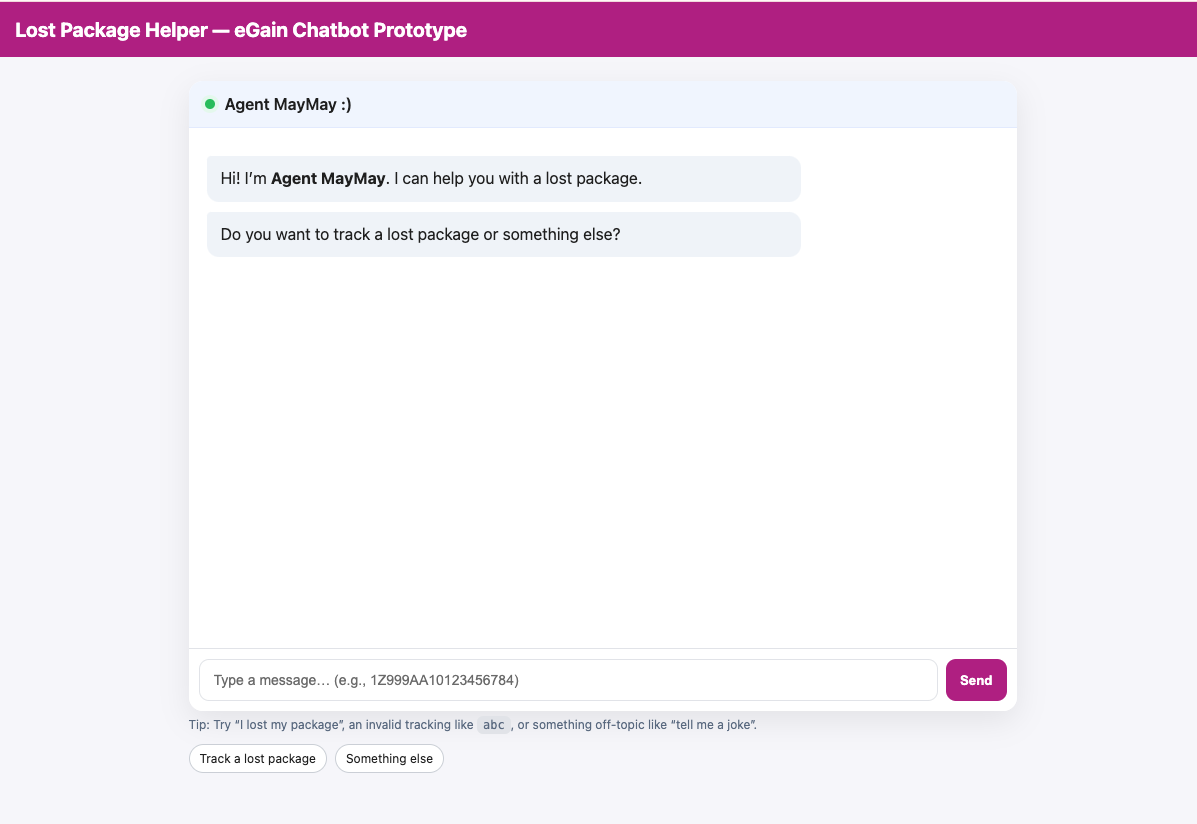 Lost Package Helper — eGain Chatbot Prototype
Agent MayMay :)
Hi! I’m Agent MayMay. I can help you with a lost package.
Do you want to track a lost package or something else?
Type a message… (e.g., 1Z999AA10123456784)
Send
Tip: Try “I lost my package”, an invalid tracking like abc, or something off-topic like “tell me a joke”.
Track a lost package
Something else